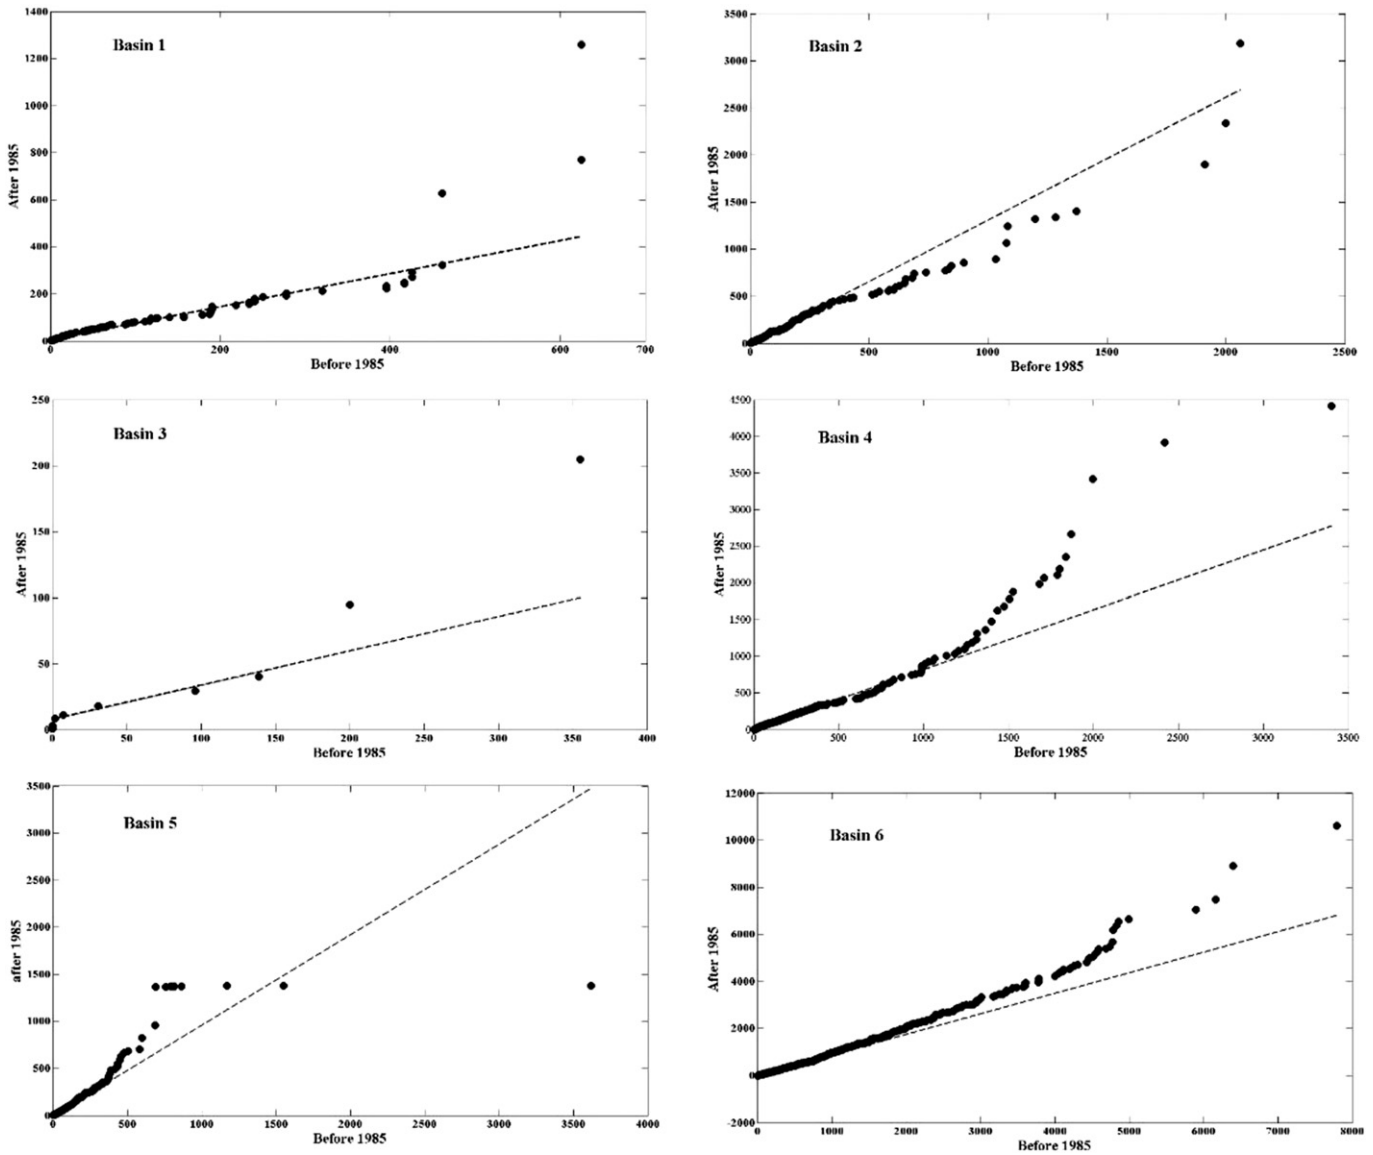 Basin 1
1400
1200
1000
800
600
400
200
0
After 1985
0 200 400 600 700
Before 1985
Basin 2
3500
3000
2500
2000
1500
1000
500
0
After 1985
0 500 1000 1500 2000 2500
Before 1985
Basin 3
250
200
150
100
50
0
After 1985
0 50 100 150 200 250 300 350 400
Before 1985
Basin 4
4500
4000
3500
3000
2500
2000
1500
1000
500
0
After 1985
0 500 1000 1500 2000 2500 3000 3500
Before 1985
Basin 5
3500
3000
2500
2000
1500
1000
500
0
after 1985
0 500 1000 1500 2000 2500 3000 3500 4000
Before 1985
Basin 6
12000
10000
8000
6000
4000
2000
0
-2000
After 1985
0 1000 2000 3000 4000 5000 6000 7000 8000
Before 1985